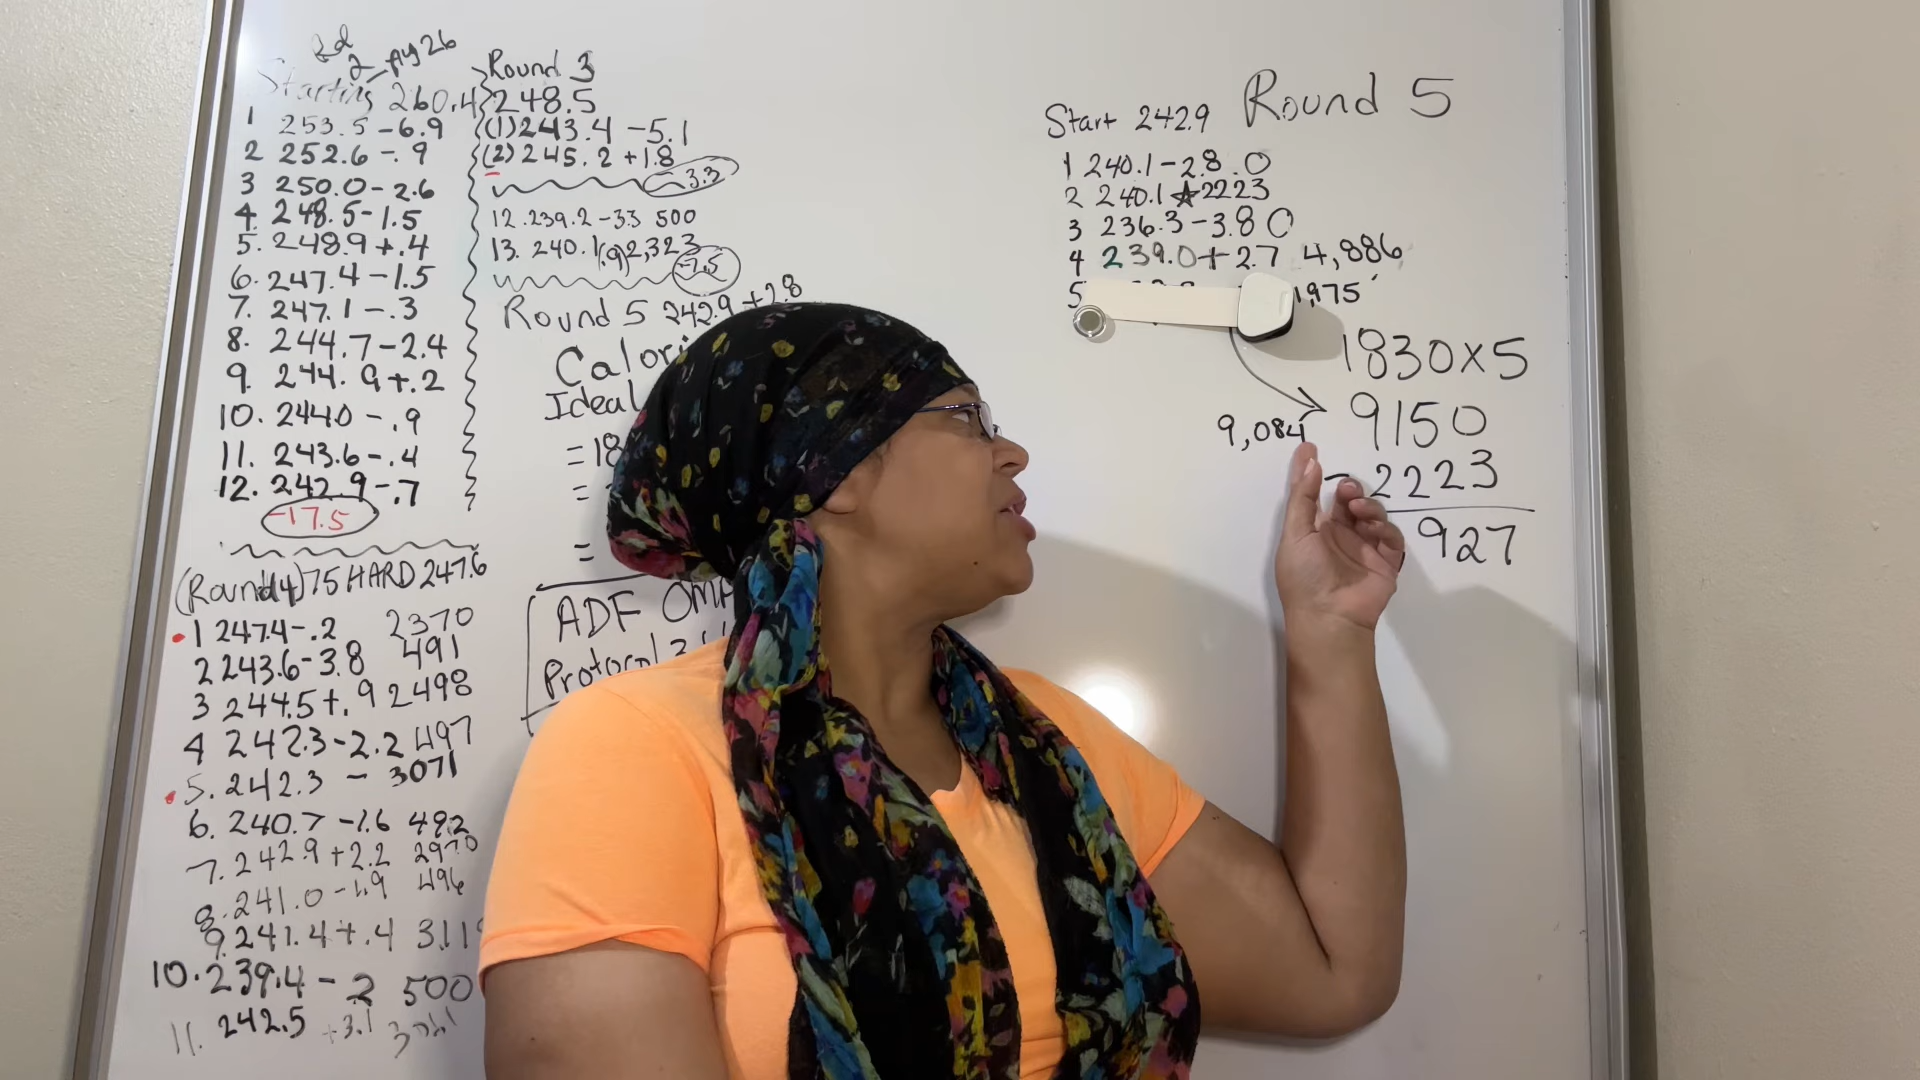 Rd 2 Aug 26
Starting 260.4
1 253.5 -6.9
2 252.6 -.9
3 250.0 - 2.6
4. 248.5 - 1.5
5. 248.9 + .4
6. 247.4 - 1.5
7. 247.1 - .3
8. 244.7 - 2.4
9. 244.9 +.2
10. 244.0 - .9
11. 243.6 - .4
12. 242.9 - .7
-17.5
(Round 4) 75 HARD 247.6
1 247.4 - .2 2370
2 243.6 - 3.8 491
3 244.5 +.9 2498
4 242.3 - 2.2 497
5. 242.3 - 3071
6. 240.7 -1.6 492
7. 242.9 +2.2 2970
8. 241.0 -1.9 496
9. 241.4 +.4 311
10. 239.4 - 2 500
11. 242.5 +3.1
Round 3
248.5
(1) 243.4 -5.1
(2) 245.2 +1.8
-3.3
12. 239.2 -33 500
13. 240.1 (.9) 2,323
-7.5
Round 5 242.9 +2.8
Ideal
= 18
=
=
ADF OMA
Protocol
Round 5
Start 242.9
1 240.1 - 2.8 0
2 240.1 ★ 2223
3 236.3 - 3.8 0
4 239.0 + 2.7 4,886
5 1,975
1830 x 5
9,084 9150
- 2223
927